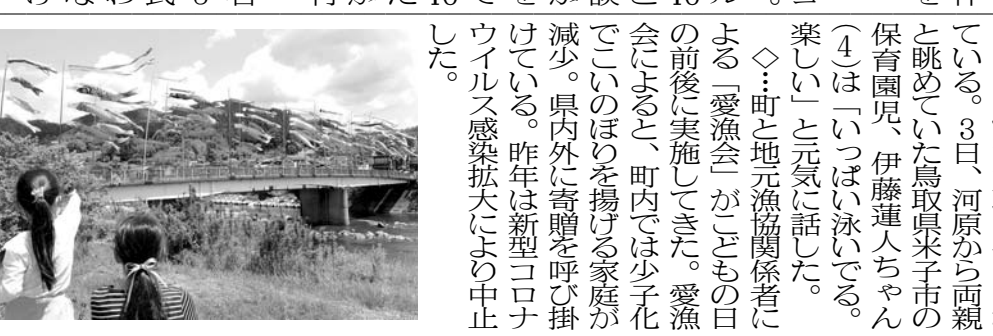 ている。3日、河原から両親
と眺めていた鳥取県米子市の
保育園児、伊藤蓮人ちゃん
(4)は「いっぱい泳いでる。
楽しい」と元気に話した。
◇…町と地元漁協関係者に
よる「愛漁会」がこどもの日
の前後に実施してきた。愛漁
会によると、町内では少子化
でこいのぼりを揚げる家庭が
減少。県内外に寄贈を呼び掛
けている。昨年は新型コロナ
ウイルス感染拡大により中止
した。